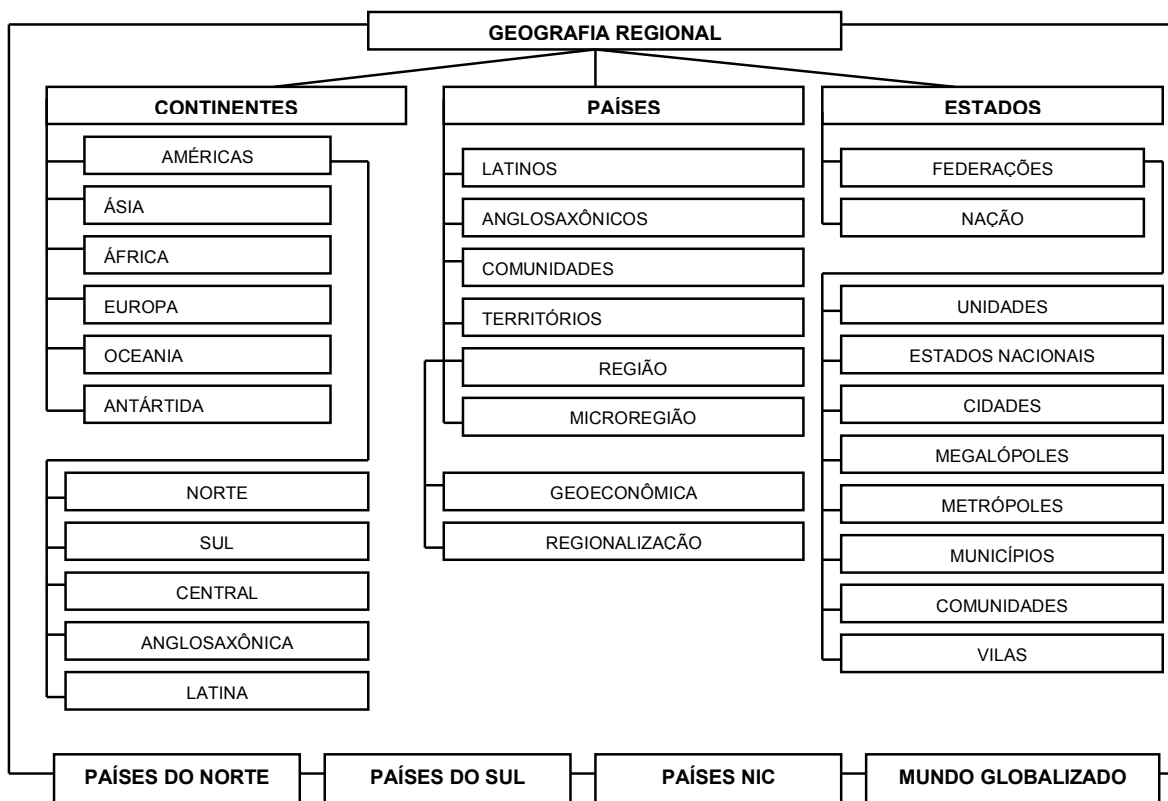 GEOGRAFIA REGIONAL
CONTINENTES
AMÉRICAS
ÁSIA
ÁFRICA
EUROPA
OCEANIA
ANTÁRTIDA
NORTE
SUL
CENTRAL
ANGLOSAXÔNICA
LATINA
PAÍSES
LATINOS
ANGLOSAXÔNICOS
COMUNIDADES
TERRITÓRIOS
REGIÃO
MICROREGIÃO
GEOECONÔMICA
REGIONALIZAÇÃO
ESTADOS
FEDERAÇÕES
NAÇÃO
UNIDADES
ESTADOS NACIONAIS
CIDADES
MEGALÓPOLES
METRÓPOLES
MUNICÍPIOS
COMUNIDADES
VILAS
PAÍSES DO NORTE
PAÍSES DO SUL
PAÍSES NIC
MUNDO GLOBALIZADO